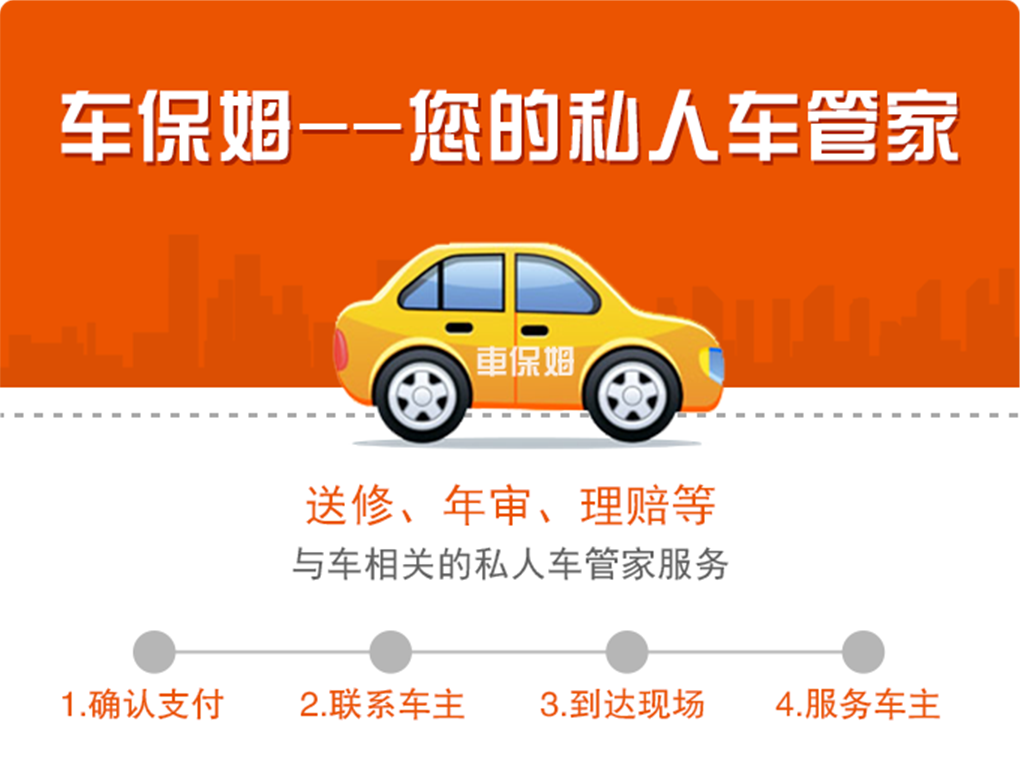 车保姆--您的私人车管家
車保姆
送修、年审、理赔等
与车相关的私人车管家服务
1.确认支付 2.联系车主 3.到达现场 4.服务车主